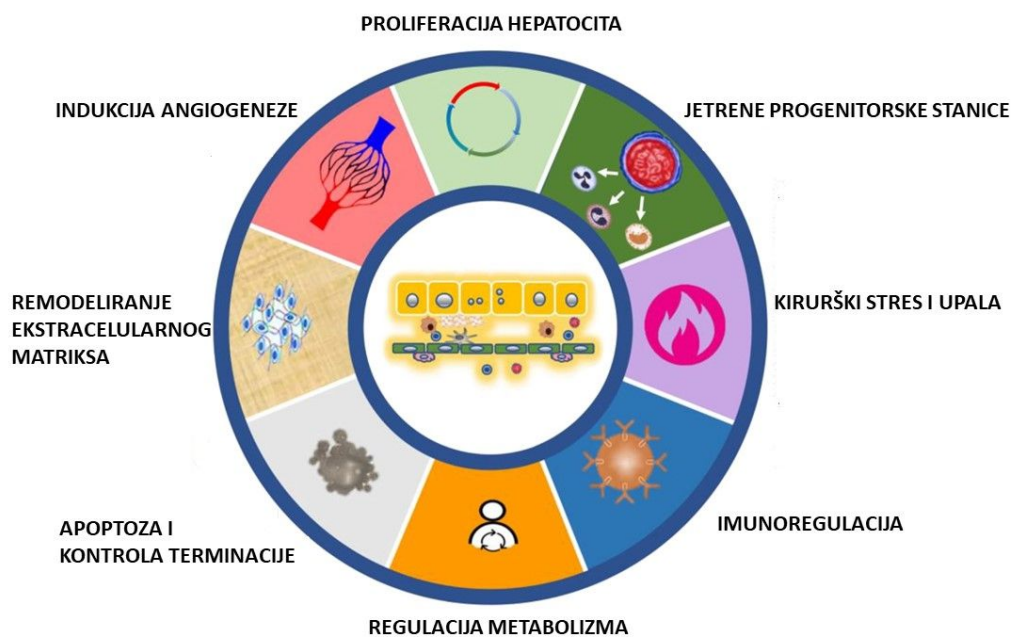 PROLIFERACIJA HEPATOCITA
INDUKCIJA ANGIOGENEZE
JETRENE PROGENITORSKE STANICE
REMODELIRANJE
EKSTRACELULARNOG
MATRIKSA
KIRURŠKI STRES I UPALA
APOPTOZA I
KONTROLA TERMINACIJE
IMUNOREGULACIJA
REGULACIJA METABOLIZMA